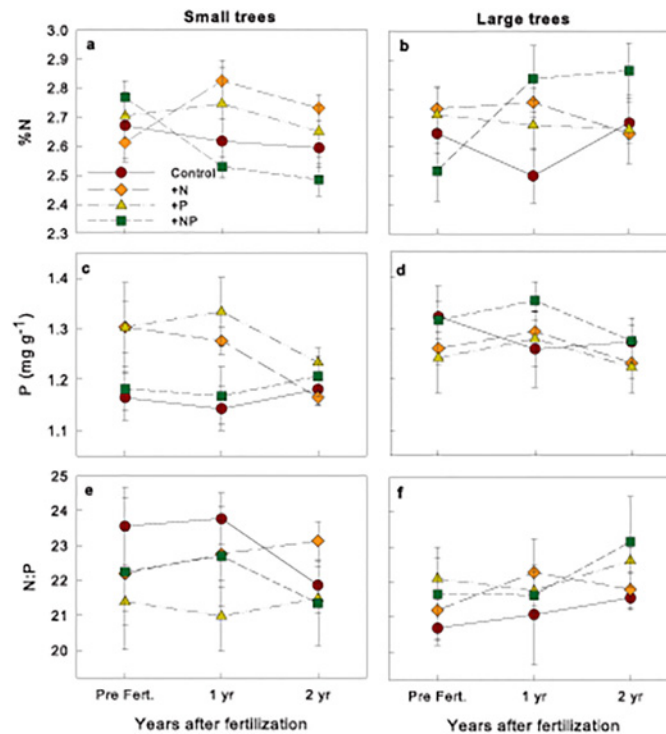 Small trees
Large trees
a
b
%N
3.0
2.9
2.8
2.7
2.6
2.5
2.4
2.3
Control
+N
+P
+NP
c
d
P (mg g⁻¹)
1.4
1.3
1.2
1.1
e
f
N:P
25
24
23
22
21
20
Pre Fert.
1 yr
2 yr
Pre Fert.
1 yr
2 yr
Years after fertilization
Years after fertilization